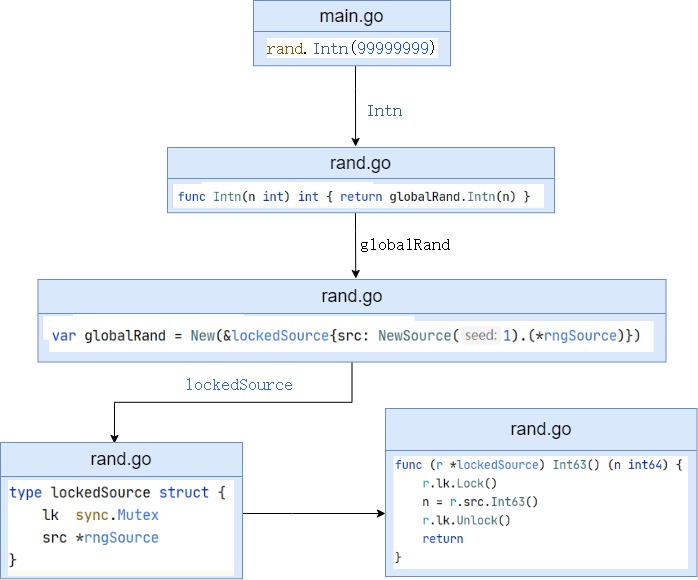 main.go
rand.Intn(99999999)
Intn
rand.go
func Intn(n int) int { return globalRand.Intn(n) }
globalRand
rand.go
var globalRand = New(&lockedSource{src: NewSource( seed: 1).(*rngSource)})
lockedSource
rand.go
type lockedSource struct {
    lk  sync.Mutex
    src *rngSource
}
rand.go
func (r *lockedSource) Int63() (n int64) {
    r.lk.Lock()
    n = r.src.Int63()
    r.lk.Unlock()
    return
}